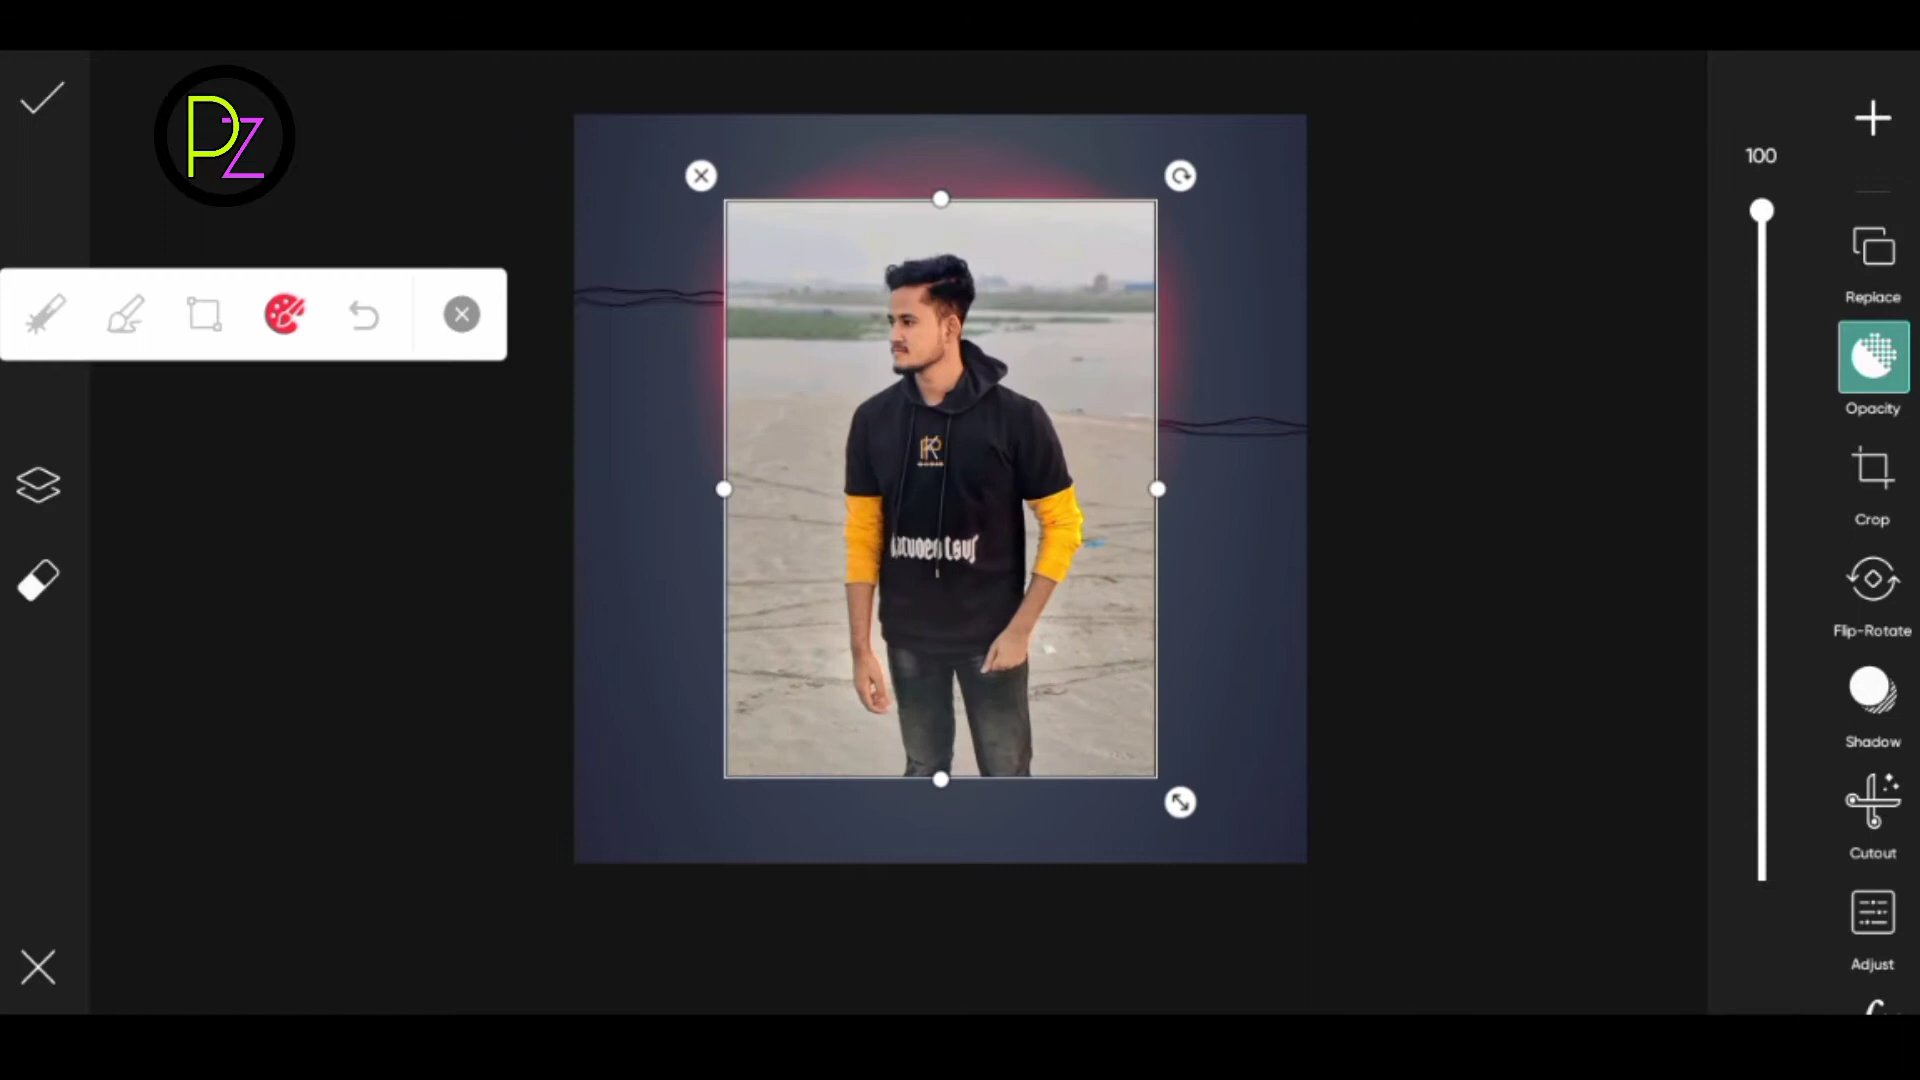 PZ
100
Replace
Opacity
Crop
Flip-Rotate
Shadow
Cutout
Adjust